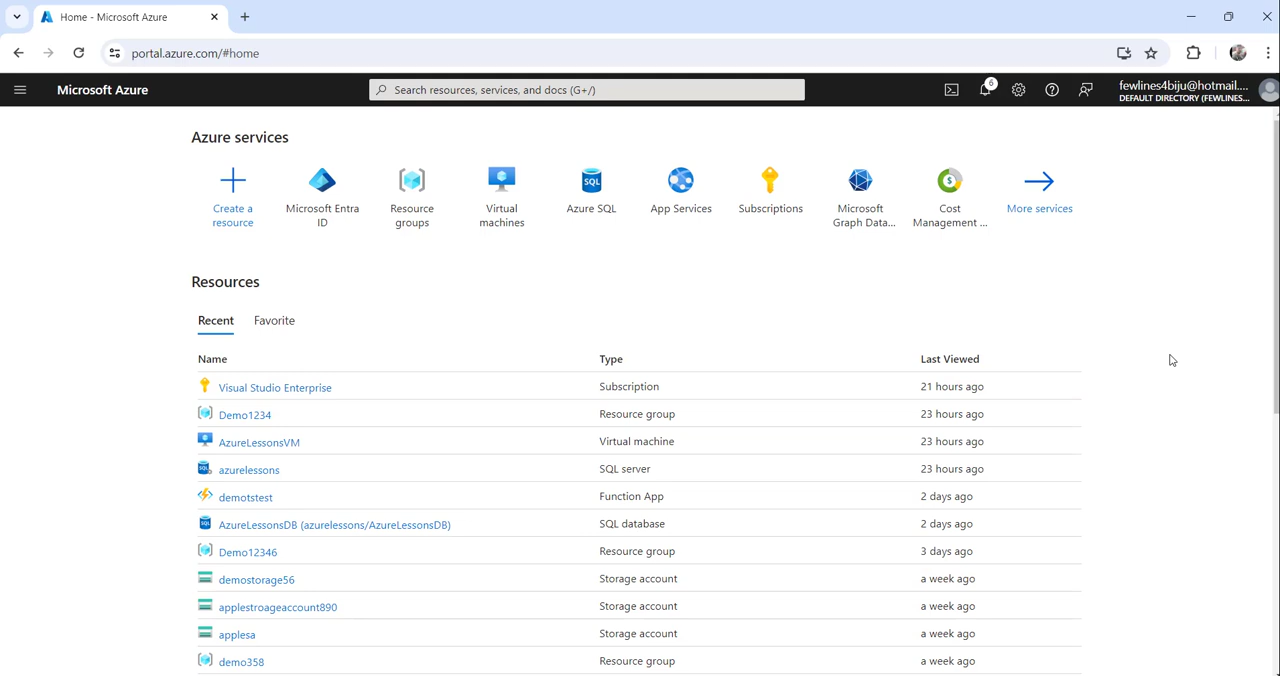 Home - Microsoft Azure
portal.azure.com/#home
Microsoft Azure
Search resources, services, and docs (G+/)
6
fewlines4biju@hotmail....
DEFAULT DIRECTORY (FEWLINES...
Azure services
Create a resource
Microsoft Entra ID
Resource groups
Virtual machines
SQL
Azure SQL
App Services
Subscriptions
Microsoft Graph Data...
Cost Management ...
More services
Resources
Recent Favorite
Name Type Last Viewed
Visual Studio Enterprise Subscription 21 hours ago
Demo1234 Resource group 23 hours ago
AzureLessonsVM Virtual machine 23 hours ago
azurelessons SQL server 23 hours ago
demotstest Function App 2 days ago
AzureLessonsDB (azurelessons/AzureLessonsDB) SQL database 2 days ago
Demo12346 Resource group 3 days ago
demostorage56 Storage account a week ago
applestroageaccount890 Storage account a week ago
applesa Storage account a week ago
demo358 Resource group a week ago